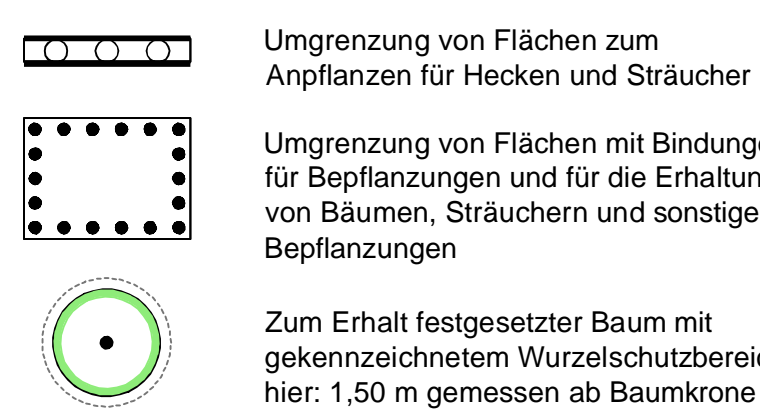 Umgrenzung von Flächen zum
Anpflanzen für Hecken und Sträucher
Umgrenzung von Flächen mit Bindunge
für Bepflanzungen und für die Erhaltun
von Bäumen, Sträuchern und sonstige
Bepflanzungen
Zum Erhalt festgesetzter Baum mit
gekennzeichnetem Wurzelschutzbereic
hier: 1,50 m gemessen ab Baumkrone